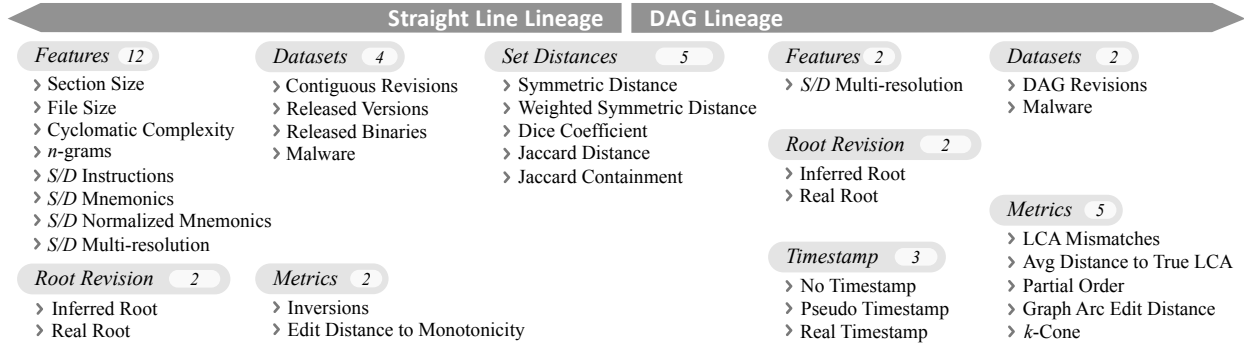 Straight Line Lineage
DAG Lineage
Features 12
› Section Size
› File Size
› Cyclomatic Complexity
› n-grams
› S/D Instructions
› S/D Mnemonics
› S/D Normalized Mnemonics
› S/D Multi-resolution
Root Revision 2
› Inferred Root
› Real Root
Datasets 4
› Contiguous Revisions
› Released Versions
› Released Binaries
› Malware
Metrics 2
› Inversions
› Edit Distance to Monotonicity
Set Distances 5
› Symmetric Distance
› Weighted Symmetric Distance
› Dice Coefficient
› Jaccard Distance
› Jaccard Containment
Features 2
› S/D Multi-resolution
Root Revision 2
› Inferred Root
› Real Root
Timestamp 3
› No Timestamp
› Pseudo Timestamp
› Real Timestamp
Datasets 2
› DAG Revisions
› Malware
Metrics 5
› LCA Mismatches
› Avg Distance to True LCA
› Partial Order
› Graph Arc Edit Distance
› k-Cone